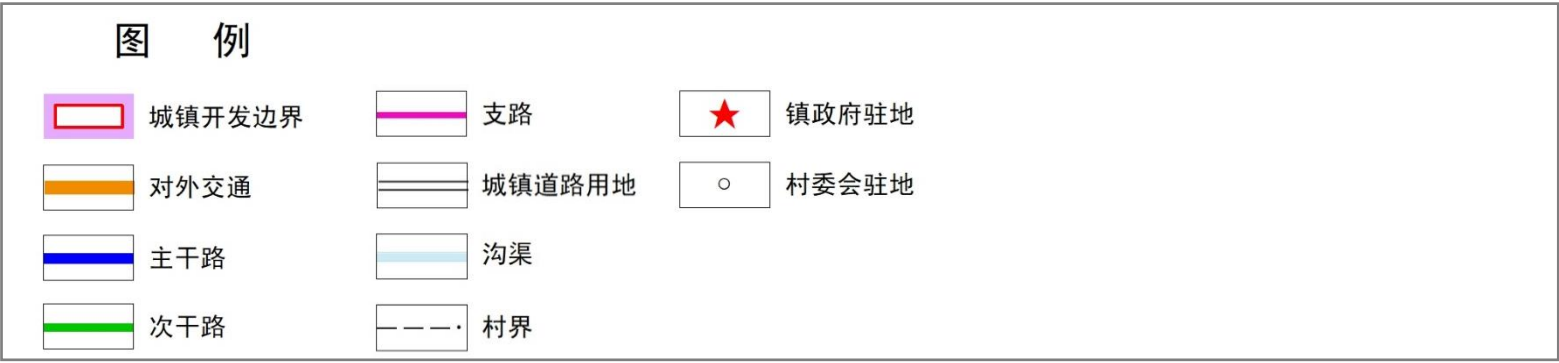 图 例
城镇开发边界
对外交通
主干路
次干路
支路
城镇道路用地
沟渠
村界
镇政府驻地
村委会驻地